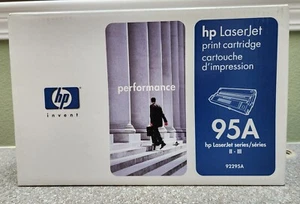 hp
invent
performance
hp LaserJet
print cartridge
cartouche
d'impression
95A
hp LaserJet series/séries
II - III
92295A